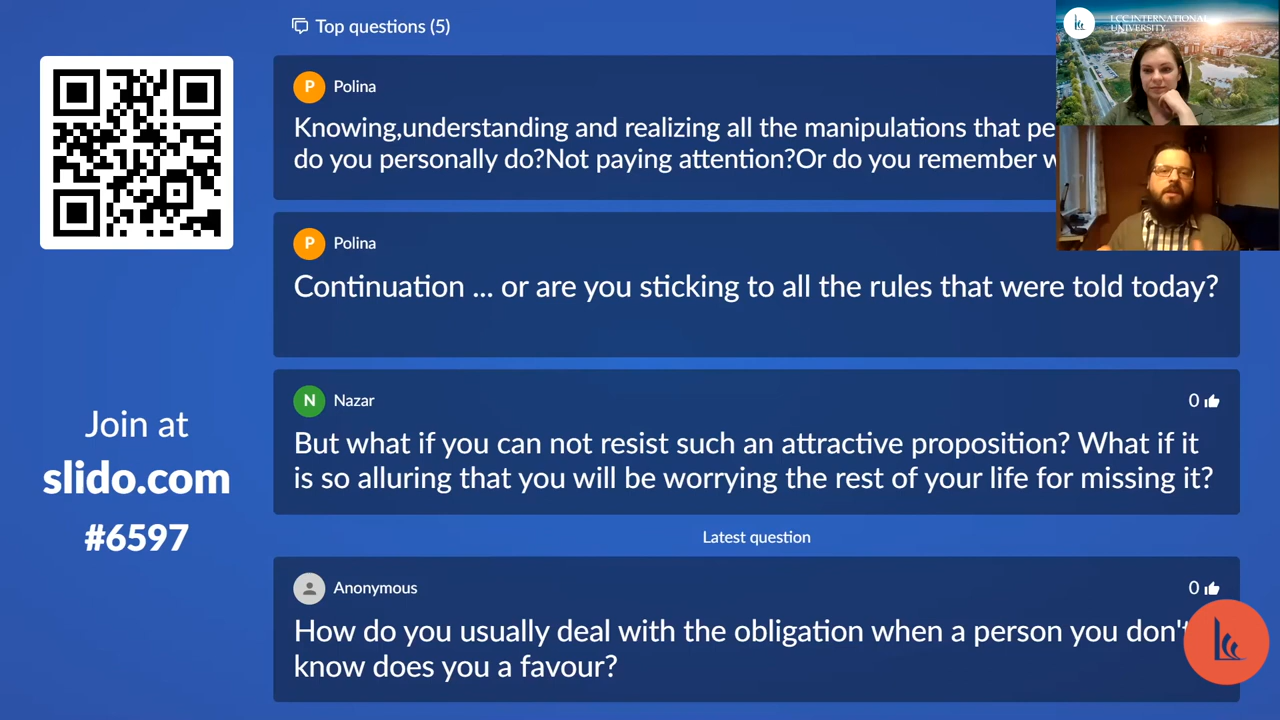 Top questions (5)
P Polina
Knowing,understanding and realizing all the manipulations that
do you personally do?Not paying attention?Or do you remember
P Polina
Continuation ... or are you sticking to all the rules that were told today?
N Nazar
0
But what if you can not resist such an attractive proposition? What if it
is so alluring that you will be worrying the rest of your life for missing it?
Latest question
Anonymous
0
How do you usually deal with the obligation when a person you don't
know does you a favour?
Join at
slido.com
#6597
LCC INTERNATIONAL
UNIVERSITY